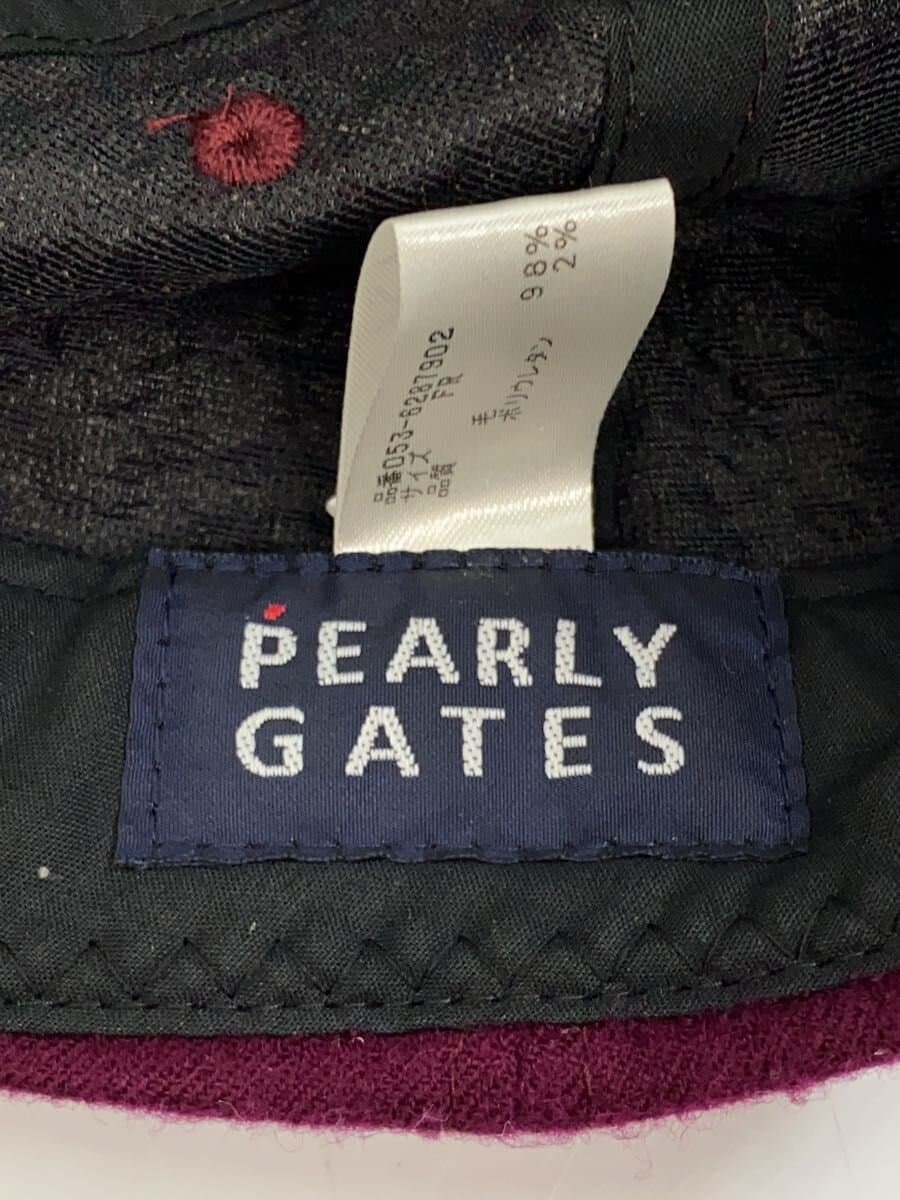 品番053-6287902
サイズ FR
品質
毛 98%
ポリウレタン 2%
PEARLY
GATES